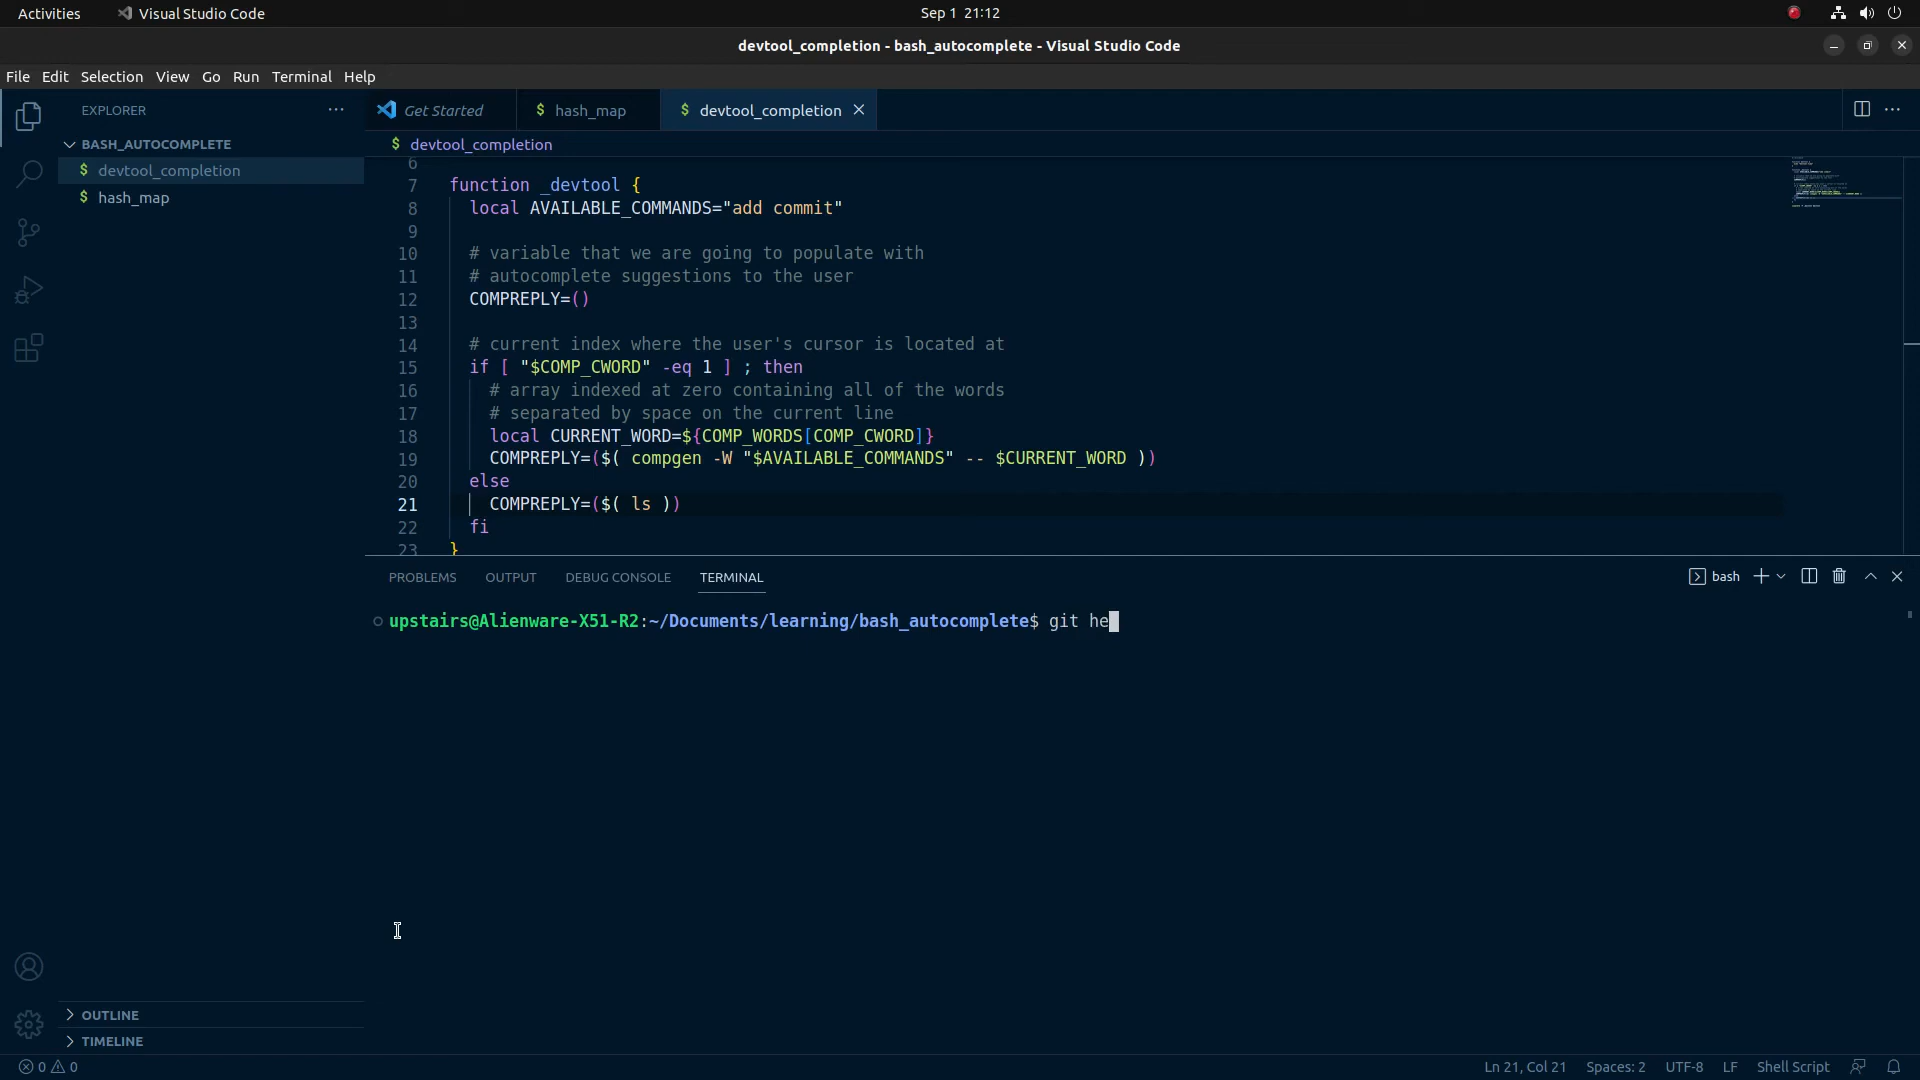 Activities Visual Studio Code Sep 1 21:12
devtool_completion - bash_autocomplete - Visual Studio Code
File Edit Selection View Go Run Terminal Help
EXPLORER ...
BASH_AUTOCOMPLETE
$ devtool_completion
$ hash_map
OUTLINE
TIMELINE
Get Started $ hash_map $ devtool_completion
$ devtool_completion
6
7 function _devtool {
8 local AVAILABLE_COMMANDS="add commit"
9
10 # variable that we are going to populate with
11 # autocomplete suggestions to the user
12 COMPREPLY=()
13
14 # current index where the user's cursor is located at
15 if [ "$COMP_CWORD" -eq 1 ] ; then
16 # array indexed at zero containing all of the words
17 # separated by space on the current line
18 local CURRENT_WORD=${COMP_WORDS[COMP_CWORD]}
19 COMPREPLY=($( compgen -W "$AVAILABLE_COMMANDS" -- $CURRENT_WORD ))
20 else
21 COMPREPLY=($( ls ))
22 fi
23 }
PROBLEMS OUTPUT DEBUG CONSOLE TERMINAL bash
upstairs@Alienware-X51-R2:~/Documents/learning/bash_autocomplete$ git he
0 0 Ln 21, Col 21 Spaces: 2 UTF-8 LF Shell Script